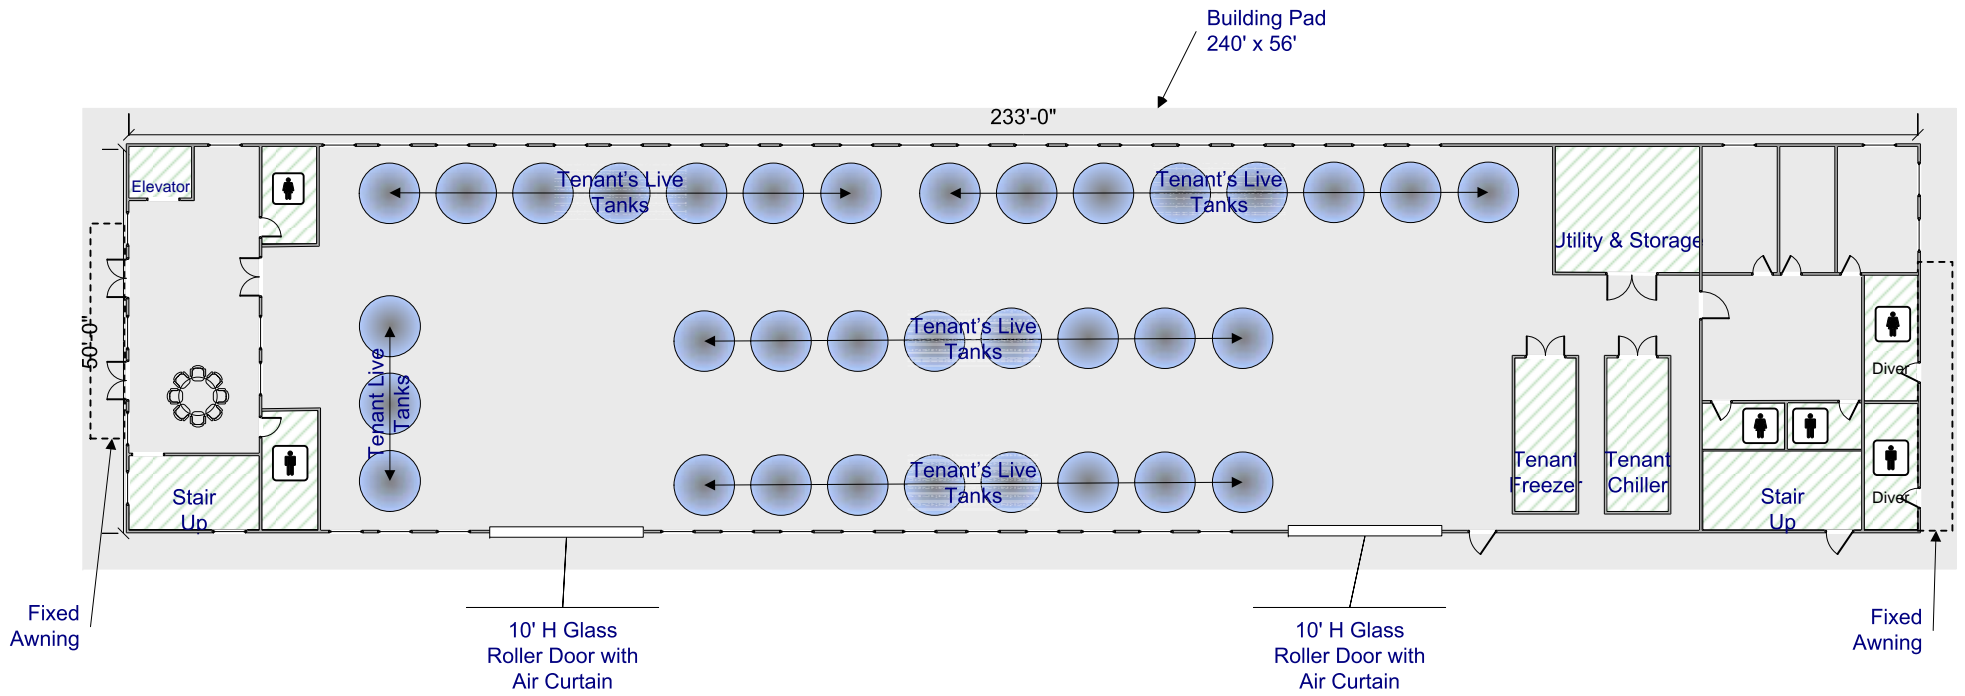 Building Pad
240' x 56'
233'-0"
Elevator
Tenant's Live
Tanks
Tenant's Live
Tanks
Utility & Storage
50'-0"
Tenant Live
Tanks
Tenant's Live
Tanks
Diver
Tenant's Live
Tanks
Tenant
Freezer
Tenant
Chiller
Stair
Up
Stair
Up
Diver
Fixed
Awning
10' H Glass
Roller Door with
Air Curtain
10' H Glass
Roller Door with
Air Curtain
Fixed
Awning